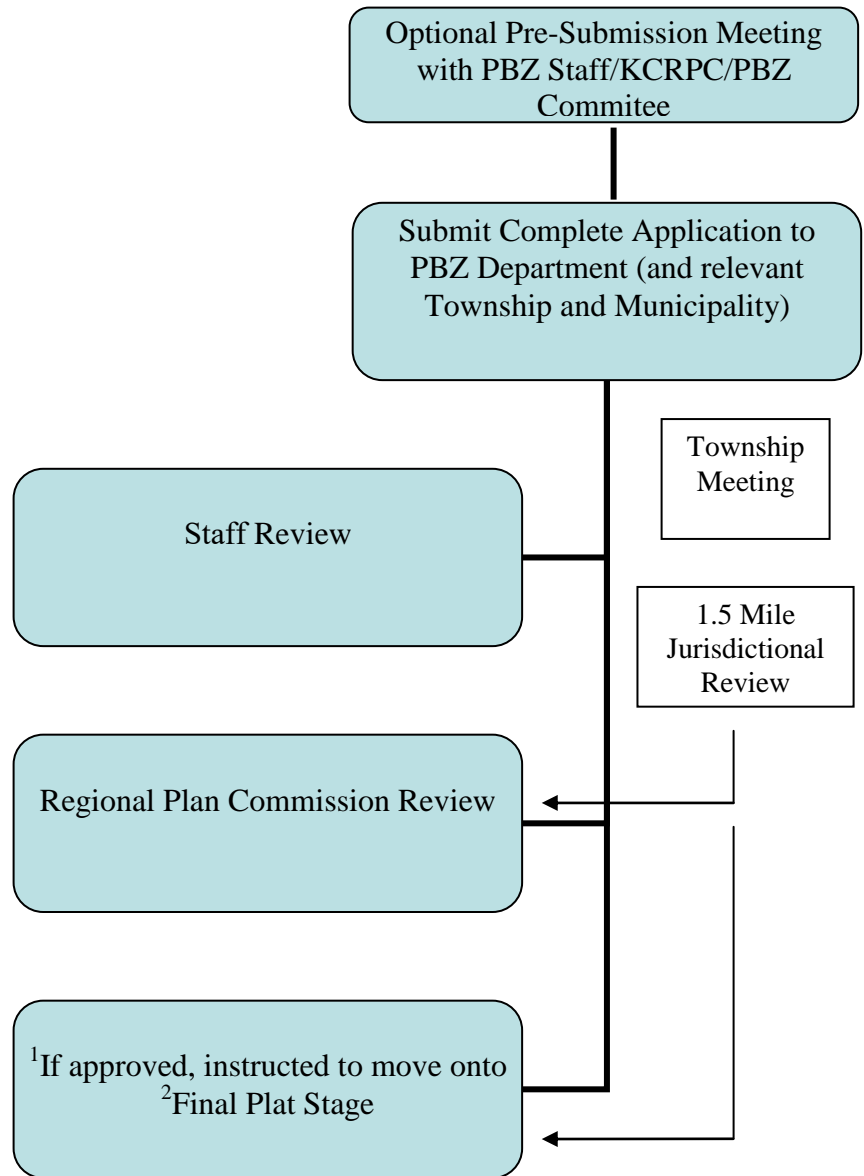 Optional Pre-Submission Meeting
with PBZ Staff/KCRPC/PBZ
Commitee
Submit Complete Application to
PBZ Department (and relevant
Township and Municipality)
Township
Meeting
Staff Review
1.5 Mile
Jurisdictional
Review
Regional Plan Commission Review
¹If approved, instructed to move onto
²Final Plat Stage